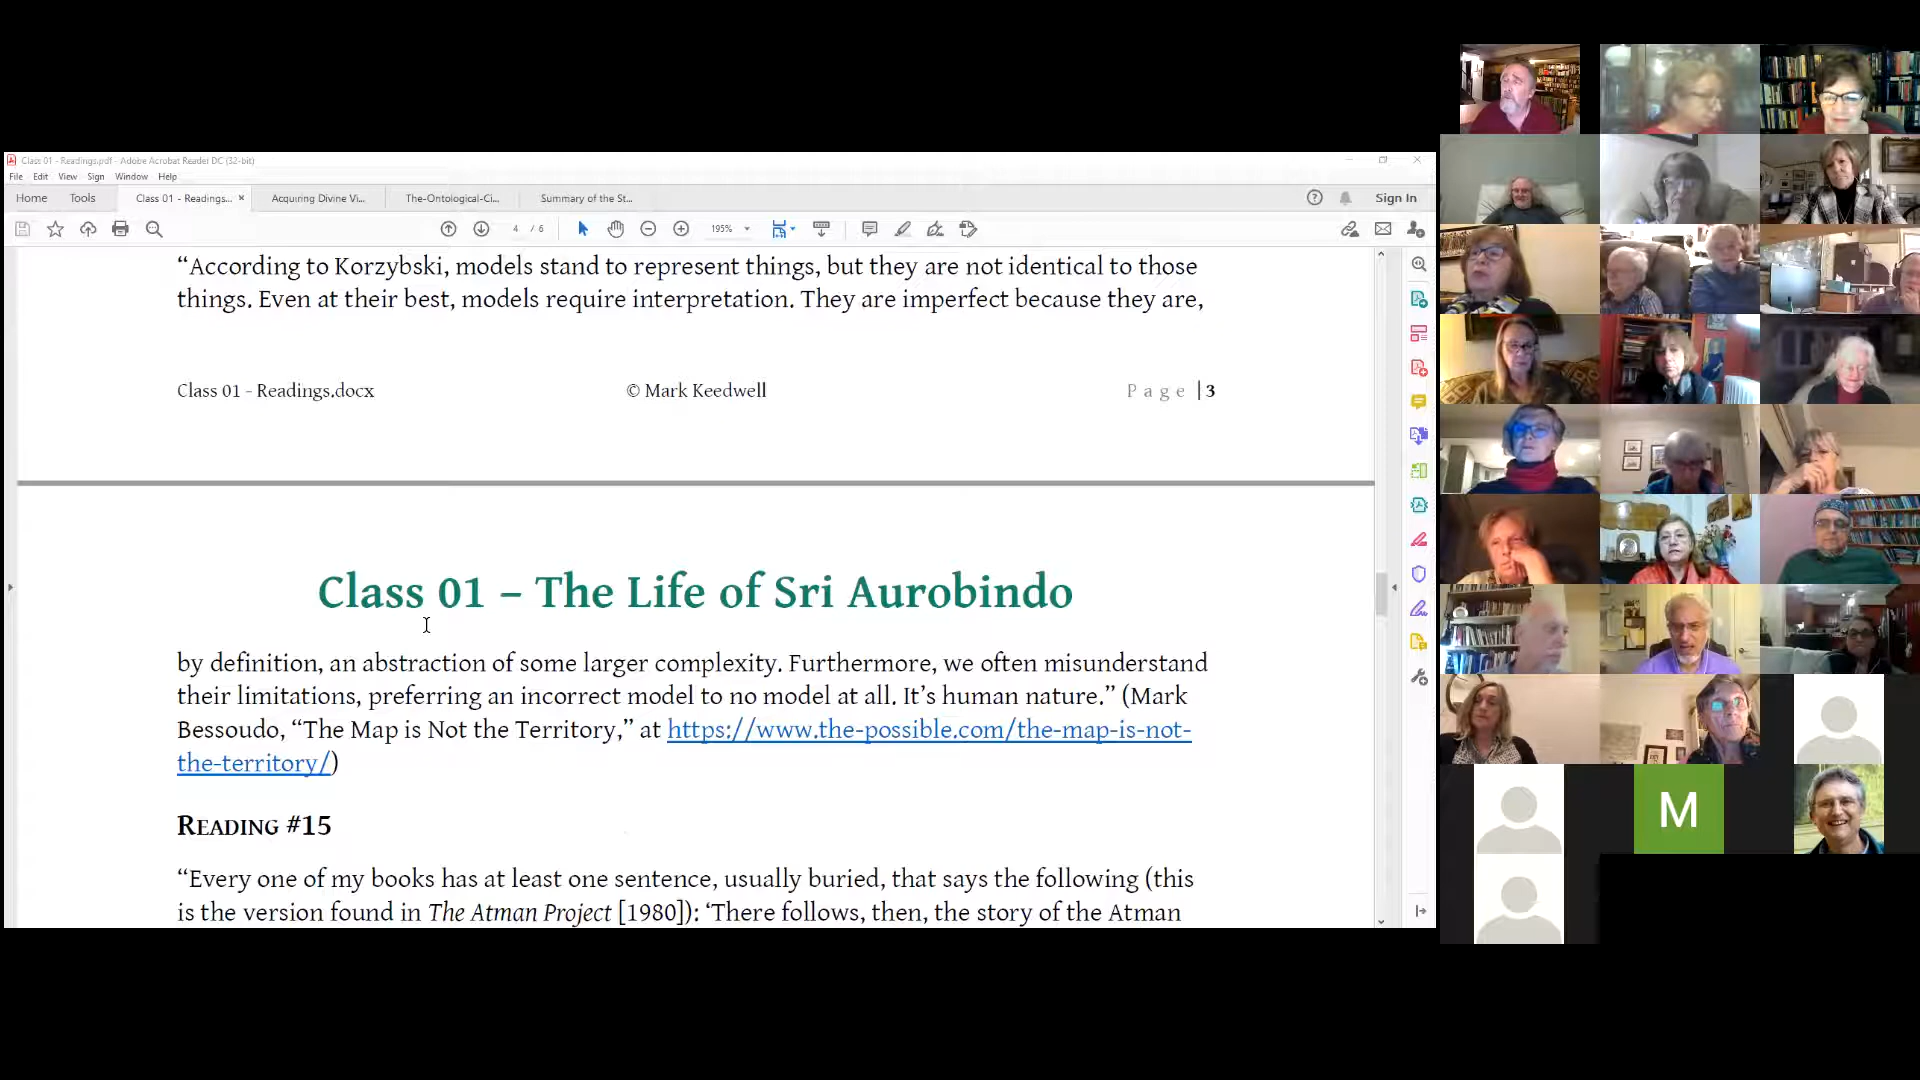 Class 01 - Readings.pdf - Adobe Acrobat Reader DC (32-bit)
File Edit View Sign Window Help
Home Tools Class 01 - Readings... × Acquiring Divine Vi... The-Ontological-Ci... Summary of the St... Sign In
4 / 6 195%
“According to Korzybski, models stand to represent things, but they are not identical to those
things. Even at their best, models require interpretation. They are imperfect because they are,
Class 01 - Readings.docx © Mark Keedwell Page | 3
Class 01 – The Life of Sri Aurobindo
by definition, an abstraction of some larger complexity. Furthermore, we often misunderstand
their limitations, preferring an incorrect model to no model at all. It’s human nature.” (Mark
Bessoudo, “The Map is Not the Territory,” at https://www.the-possible.com/the-map-is-not-
the-territory/)
READING #15
“Every one of my books has at least one sentence, usually buried, that says the following (this
is the version found in The Atman Project [1980]): ‘There follows, then, the story of the Atman
M